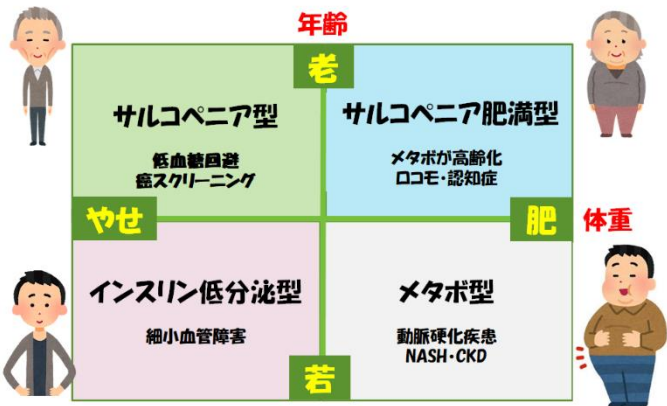 年齢
老
サルコペニア型
低血糖回避
癌スクリーニング
サルコペニア肥満型
メタボが高齢化
ロコモ・認知症
やせ
肥
体重
インスリン低分泌型
細小血管障害
メタボ型
動脈硬化疾患
NASH・CKD
若